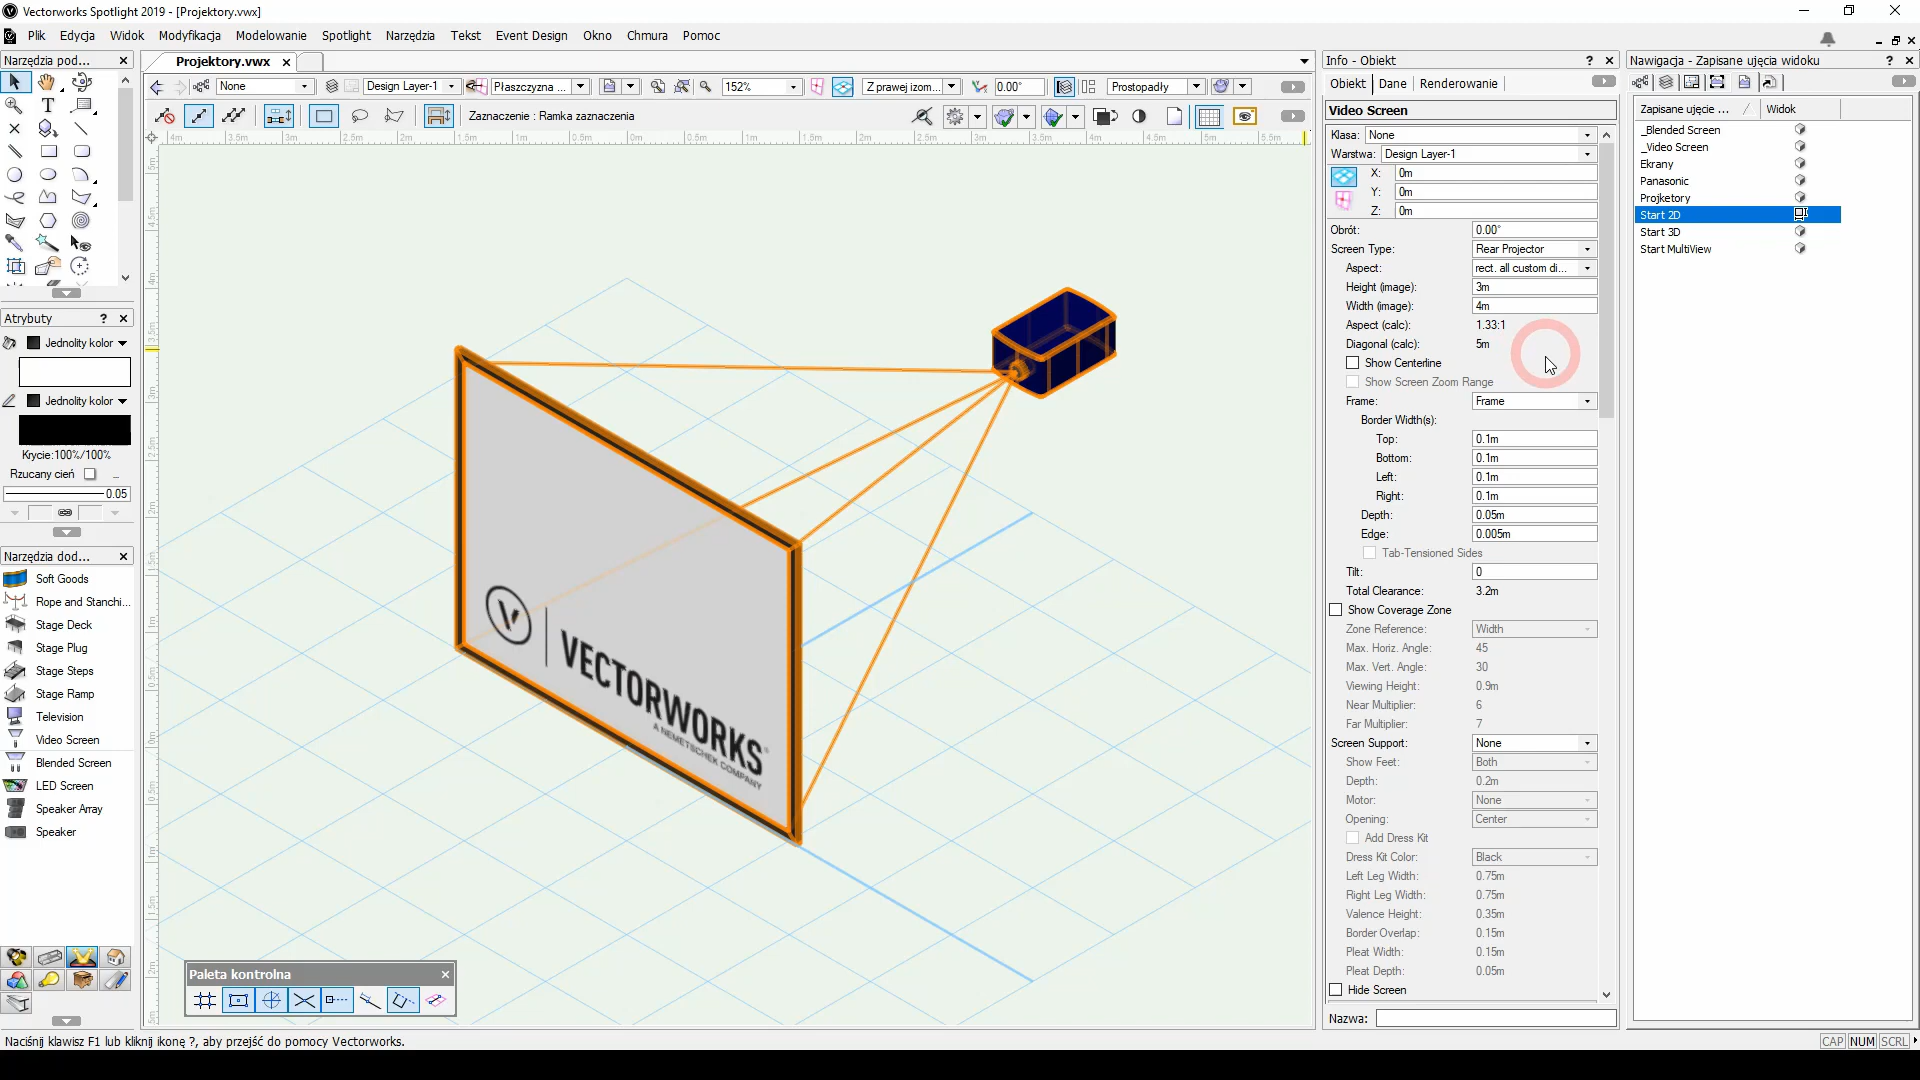 Vectorworks Spotlight 2019 - [Projektory.vwx]
Plik Edycja Widok Modyfikacja Modelowanie Spotlight Narzędzia Tekst Event Design Okno Chmura Pomoc
Narzędzia pod...
Projektory.vwx
None
Design Layer-1
Płaszczyzna ...
152%
Z prawej izom...
0.00°
Prostopadły
Zaznaczenie : Ramka zaznaczenia
Atrybuty ?
Jednolity kolor
Jednolity kolor
Krycie:100%/100%
Rzucany cień
0.05
Narzędzia dod...
Soft Goods
Rope and Stanchi...
Stage Deck
Stage Plug
Stage Steps
Stage Ramp
Television
Video Screen
Blended Screen
LED Screen
Speaker Array
Speaker
VECTORWORKS
A NEMETSCHEK COMPANY
Paleta kontrolna
Info - Obiekt ?
Obiekt Dane Renderowanie
Video Screen
Klasa: None
Warstwa: Design Layer-1
X: 0m
Y: 0m
Z: 0m
Obrót: 0.00°
Screen Type: Rear Projector
Aspect: rect. all custom di...
Height (image): 3m
Width (image): 4m
Aspect (calc): 1.33:1
Diagonal (calc): 5m
Show Centerline
Show Screen Zoom Range
Frame: Frame
Border Width(s):
Top: 0.1m
Bottom: 0.1m
Left: 0.1m
Right: 0.1m
Depth: 0.05m
Edge: 0.005m
Tab-Tensioned Sides
Tilt: 0
Total Clearance: 3.2m
Show Coverage Zone
Zone Reference: Width
Max. Horiz. Angle: 45
Max. Vert. Angle: 30
Viewing Height: 0.9m
Near Multiplier: 6
Far Multiplier: 7
Screen Support: None
Show Feet: Both
Depth: 0.2m
Motor: None
Opening: Center
Add Dress Kit
Dress Kit Color: Black
Left Leg Width: 0.75m
Right Leg Width: 0.75m
Valence Height: 0.35m
Border Overlap: 0.15m
Pleat Width: 0.15m
Pleat Depth: 0.05m
Hide Screen
Nazwa:
Nawigacja - Zapisane ujęcia widoku ?
Zapisane ujęcie ... Widok
_Blended Screen
_Video Screen
Ekrany
Panasonic
Projketory
Start 2D
Start 3D
Start MultiView
Naciśnij klawisz F1 lub kliknij ikonę ?, aby przejść do pomocy Vectorworks.
CAP NUM SCRL